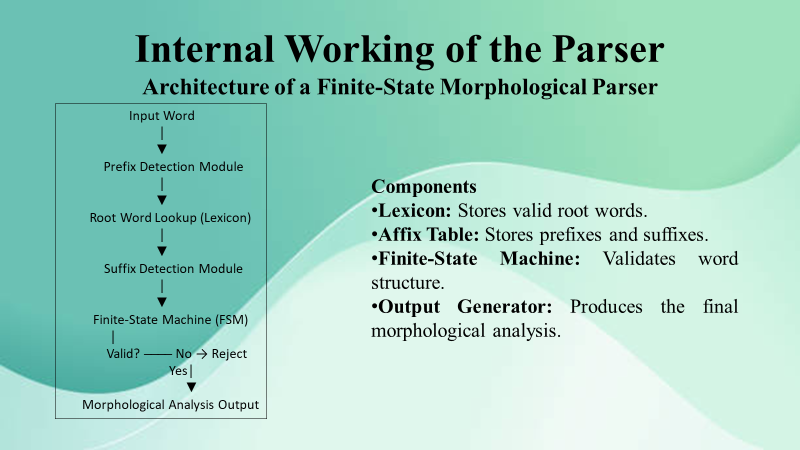 Internal Working of the Parser
Architecture of a Finite-State Morphological Parser
Input Word
|
▼
Prefix Detection Module
|
▼
Root Word Lookup (Lexicon)
|
▼
Suffix Detection Module
|
▼
Finite-State Machine (FSM)
|
Valid? —— No → Reject
Yes|
▼
Morphological Analysis Output
Components
•Lexicon: Stores valid root words.
•Affix Table: Stores prefixes and suffixes.
•Finite-State Machine: Validates word
structure.
•Output Generator: Produces the final
morphological analysis.